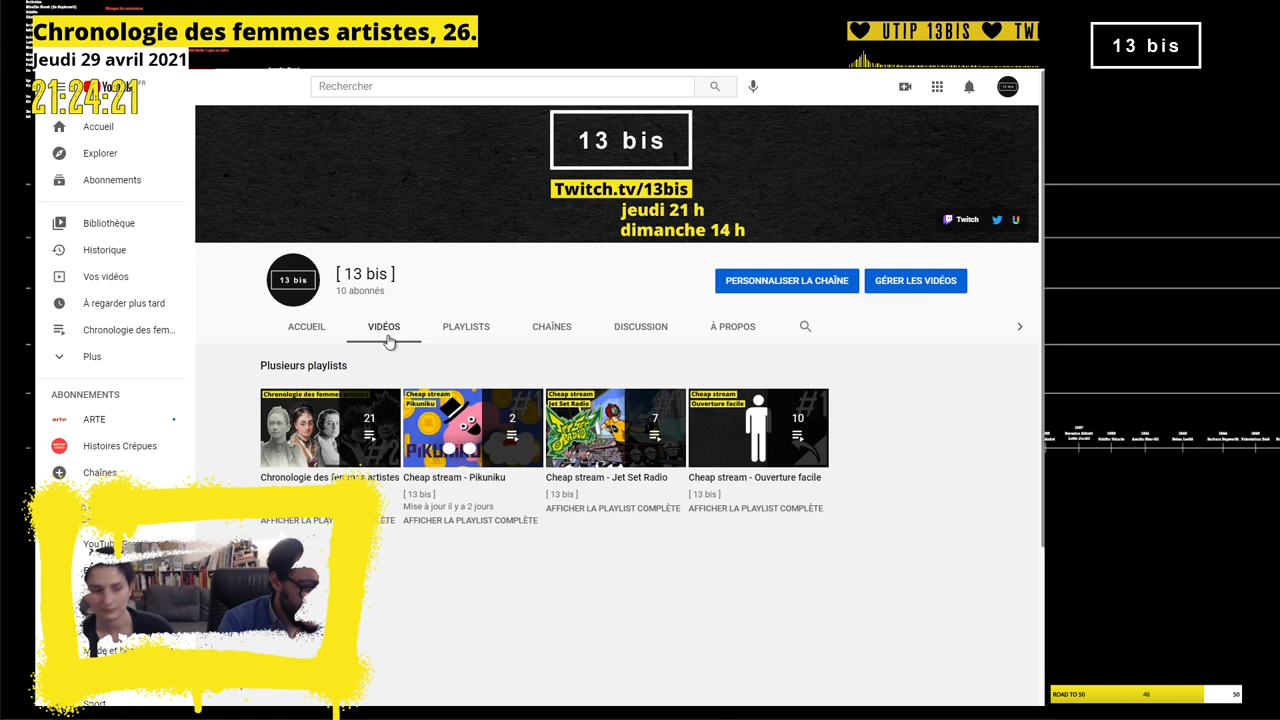 Chronologie des femmes artistes, 26.
Jeudi 29 avril 2021
21:24:21
UTIP 13BIS
TW
13 bis
FR
Rechercher
Accueil
Explorer
Abonnements
Bibliothèque
Historique
Vos vidéos
À regarder plus tard
Chronologie des fem...
Plus
ABONNEMENTS
arte
ARTE
Histoires Crépues
Chaînes
Sport
13 bis
Twitch.tv/13bis
jeudi 21 h
dimanche 14 h
Twitch
13 bis
[ 13 bis ]
10 abonnés
PERSONNALISER LA CHAÎNE
GÉRER LES VIDÉOS
ACCUEIL
VIDÉOS
PLAYLISTS
CHAÎNES
DISCUSSION
À PROPOS
Plusieurs playlists
Chronologie des femmes artistes
21
Cheap stream
Pikuniku
2
Cheap stream
Jet Set Radio
7
Cheap stream
Ouverture facile
10
Chronologie des femmes artistes
Cheap stream - Pikuniku
Cheap stream - Jet Set Radio
Cheap stream - Ouverture facile
[ 13 bis ]
[ 13 bis ]
[ 13 bis ]
Mise à jour il y a 2 jours
AFFICHER LA PLAYLIST COMPLÈTE
AFFICHER LA PLAYLIST COMPLÈTE
AFFICHER LA PLAYLIST COMPLÈTE
ROAD TO 50
40
50